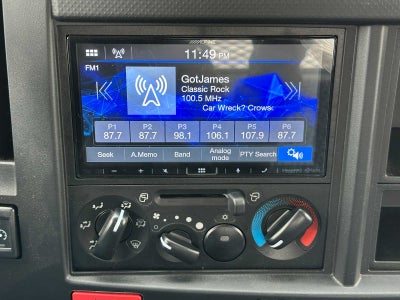 11:49 PM
FM1
GotJames
Classic Rock
100.5 MHz
Car Wreck? Crows:
P1 P2 P3 P4 P5 P6
87.7 87.7 98.1 106.1 107.9 87.7
Seek A.Memo Band Analog mode PTY Search